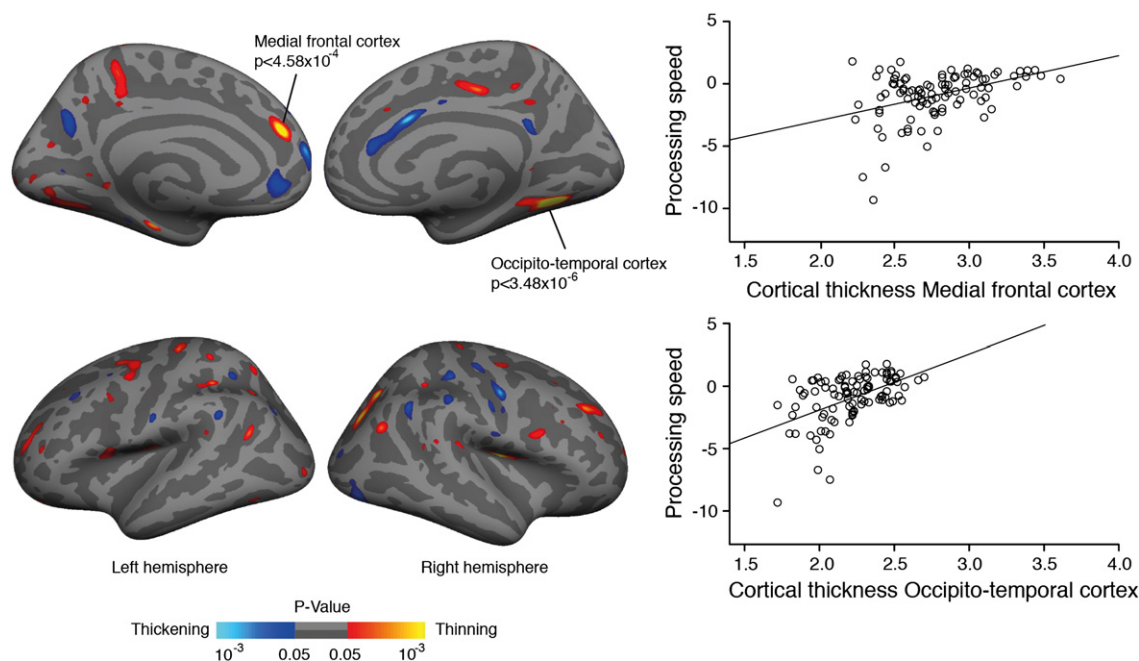 Medial frontal cortex
p<4.58x10-4
Occipito-temporal cortex
p<3.48x10-6
Left hemisphere
Right hemisphere
P-Value
Thickening
Thinning
10-3
0.05
0.05
10-3
Processing speed
5
0
-5
-10
1.5
2.0
2.5
3.0
3.5
4.0
Cortical thickness Medial frontal cortex
Processing speed
5
0
-5
-10
1.5
2.0
2.5
3.0
3.5
4.0
Cortical thickness Occipito-temporal cortex